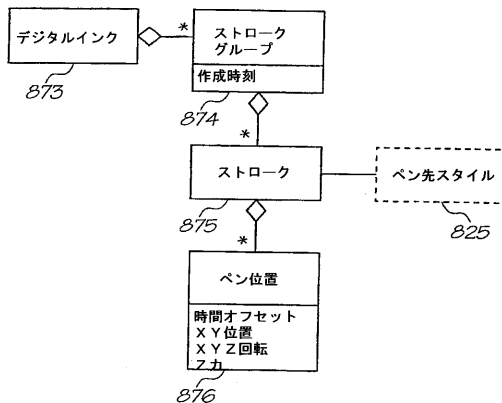 デジタルインク
873
*
ストローク
グループ
作成時刻
874
*
ストローク
875
ペン先スタイル
825
*
ペン位置
時間オフセット
XY位置
XYZ回転
Z力
876